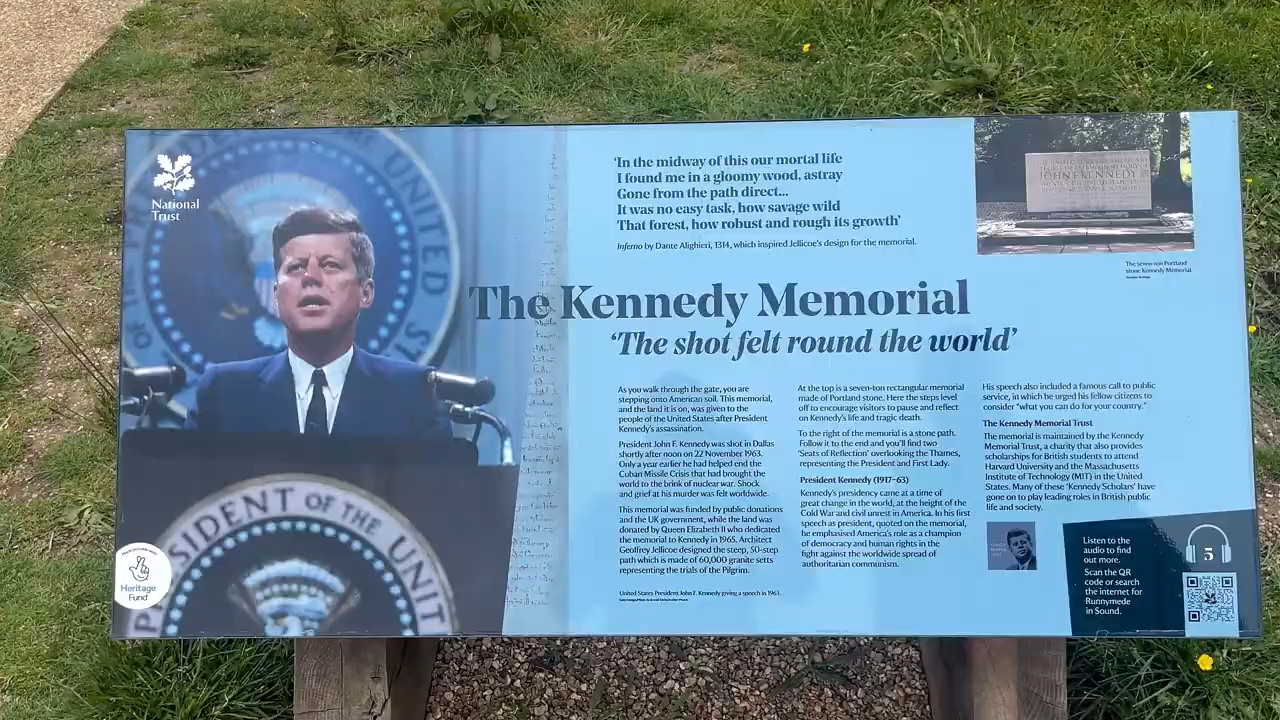 National
Trust
OF THE
UNITED
ST
'In the midway of this our mortal life
I found me in a gloomy wood, astray
Gone from the path direct...
It was no easy task, how savage wild
That forest, how robust and rough its growth'
Inferno by Dante Alighieri, 1314, which inspired Jellicoe's design for the memorial.
JOHN F KENNEDY
The seven-ton Portland
stone Kennedy Memorial
The Kennedy Memorial
'The shot felt round the world'
As you walk through the gate, you are
stepping onto American soil. This memorial,
and the land it is on, was given to the
people of the United States after President
Kennedy's assassination.
President John F. Kennedy was shot in Dallas
shortly after noon on 22 November 1963.
Only a year earlier he had helped end the
Cuban Missile Crisis that had brought the
world to the brink of nuclear war. Shock
and grief at his murder was felt worldwide.
This memorial was funded by public donations
and the UK government, while the land was
donated by Queen Elizabeth II who dedicated
the memorial to Kennedy in 1965. Architect
Geoffrey Jellicoe designed the steep, 50-step
path which is made of 60,000 granite setts
representing the trials of the Pilgrim.
United States President John F. Kennedy giving a speech in 1963.
At the top is a seven-ton rectangular memorial
made of Portland stone. Here the steps level
off to encourage visitors to pause and reflect
on Kennedy's life and tragic death.
To the right of the memorial is a stone path.
Follow it to the end and you'll find two
'Seats of Reflection' overlooking the Thames,
representing the President and First Lady.
President Kennedy (1917–63)
Kennedy's presidency came at a time of
great change in the world, at the height of the
Cold War and civil unrest in America. In his first
speech as president, quoted on the memorial,
he emphasised America's role as a champion
of democracy and human rights in the
fight against the worldwide spread of
authoritarian communism.
His speech also included a famous call to public
service, in which he urged his fellow citizens to
consider "what you can do for your country."
The Kennedy Memorial Trust
The memorial is maintained by the Kennedy
Memorial Trust, a charity that also provides
scholarships for British students to attend
Harvard University and the Massachusetts
Institute of Technology (MIT) in the United
States. Many of these 'Kennedy Scholars' have
gone on to play leading roles in British public
life and society.
Listen to the
audio to find
out more.
Scan the QR
code or search
the internet for
Runnymede
in Sound.
5
PRESIDENT OF THE UNIT
Made possible with
Heritage
Fund